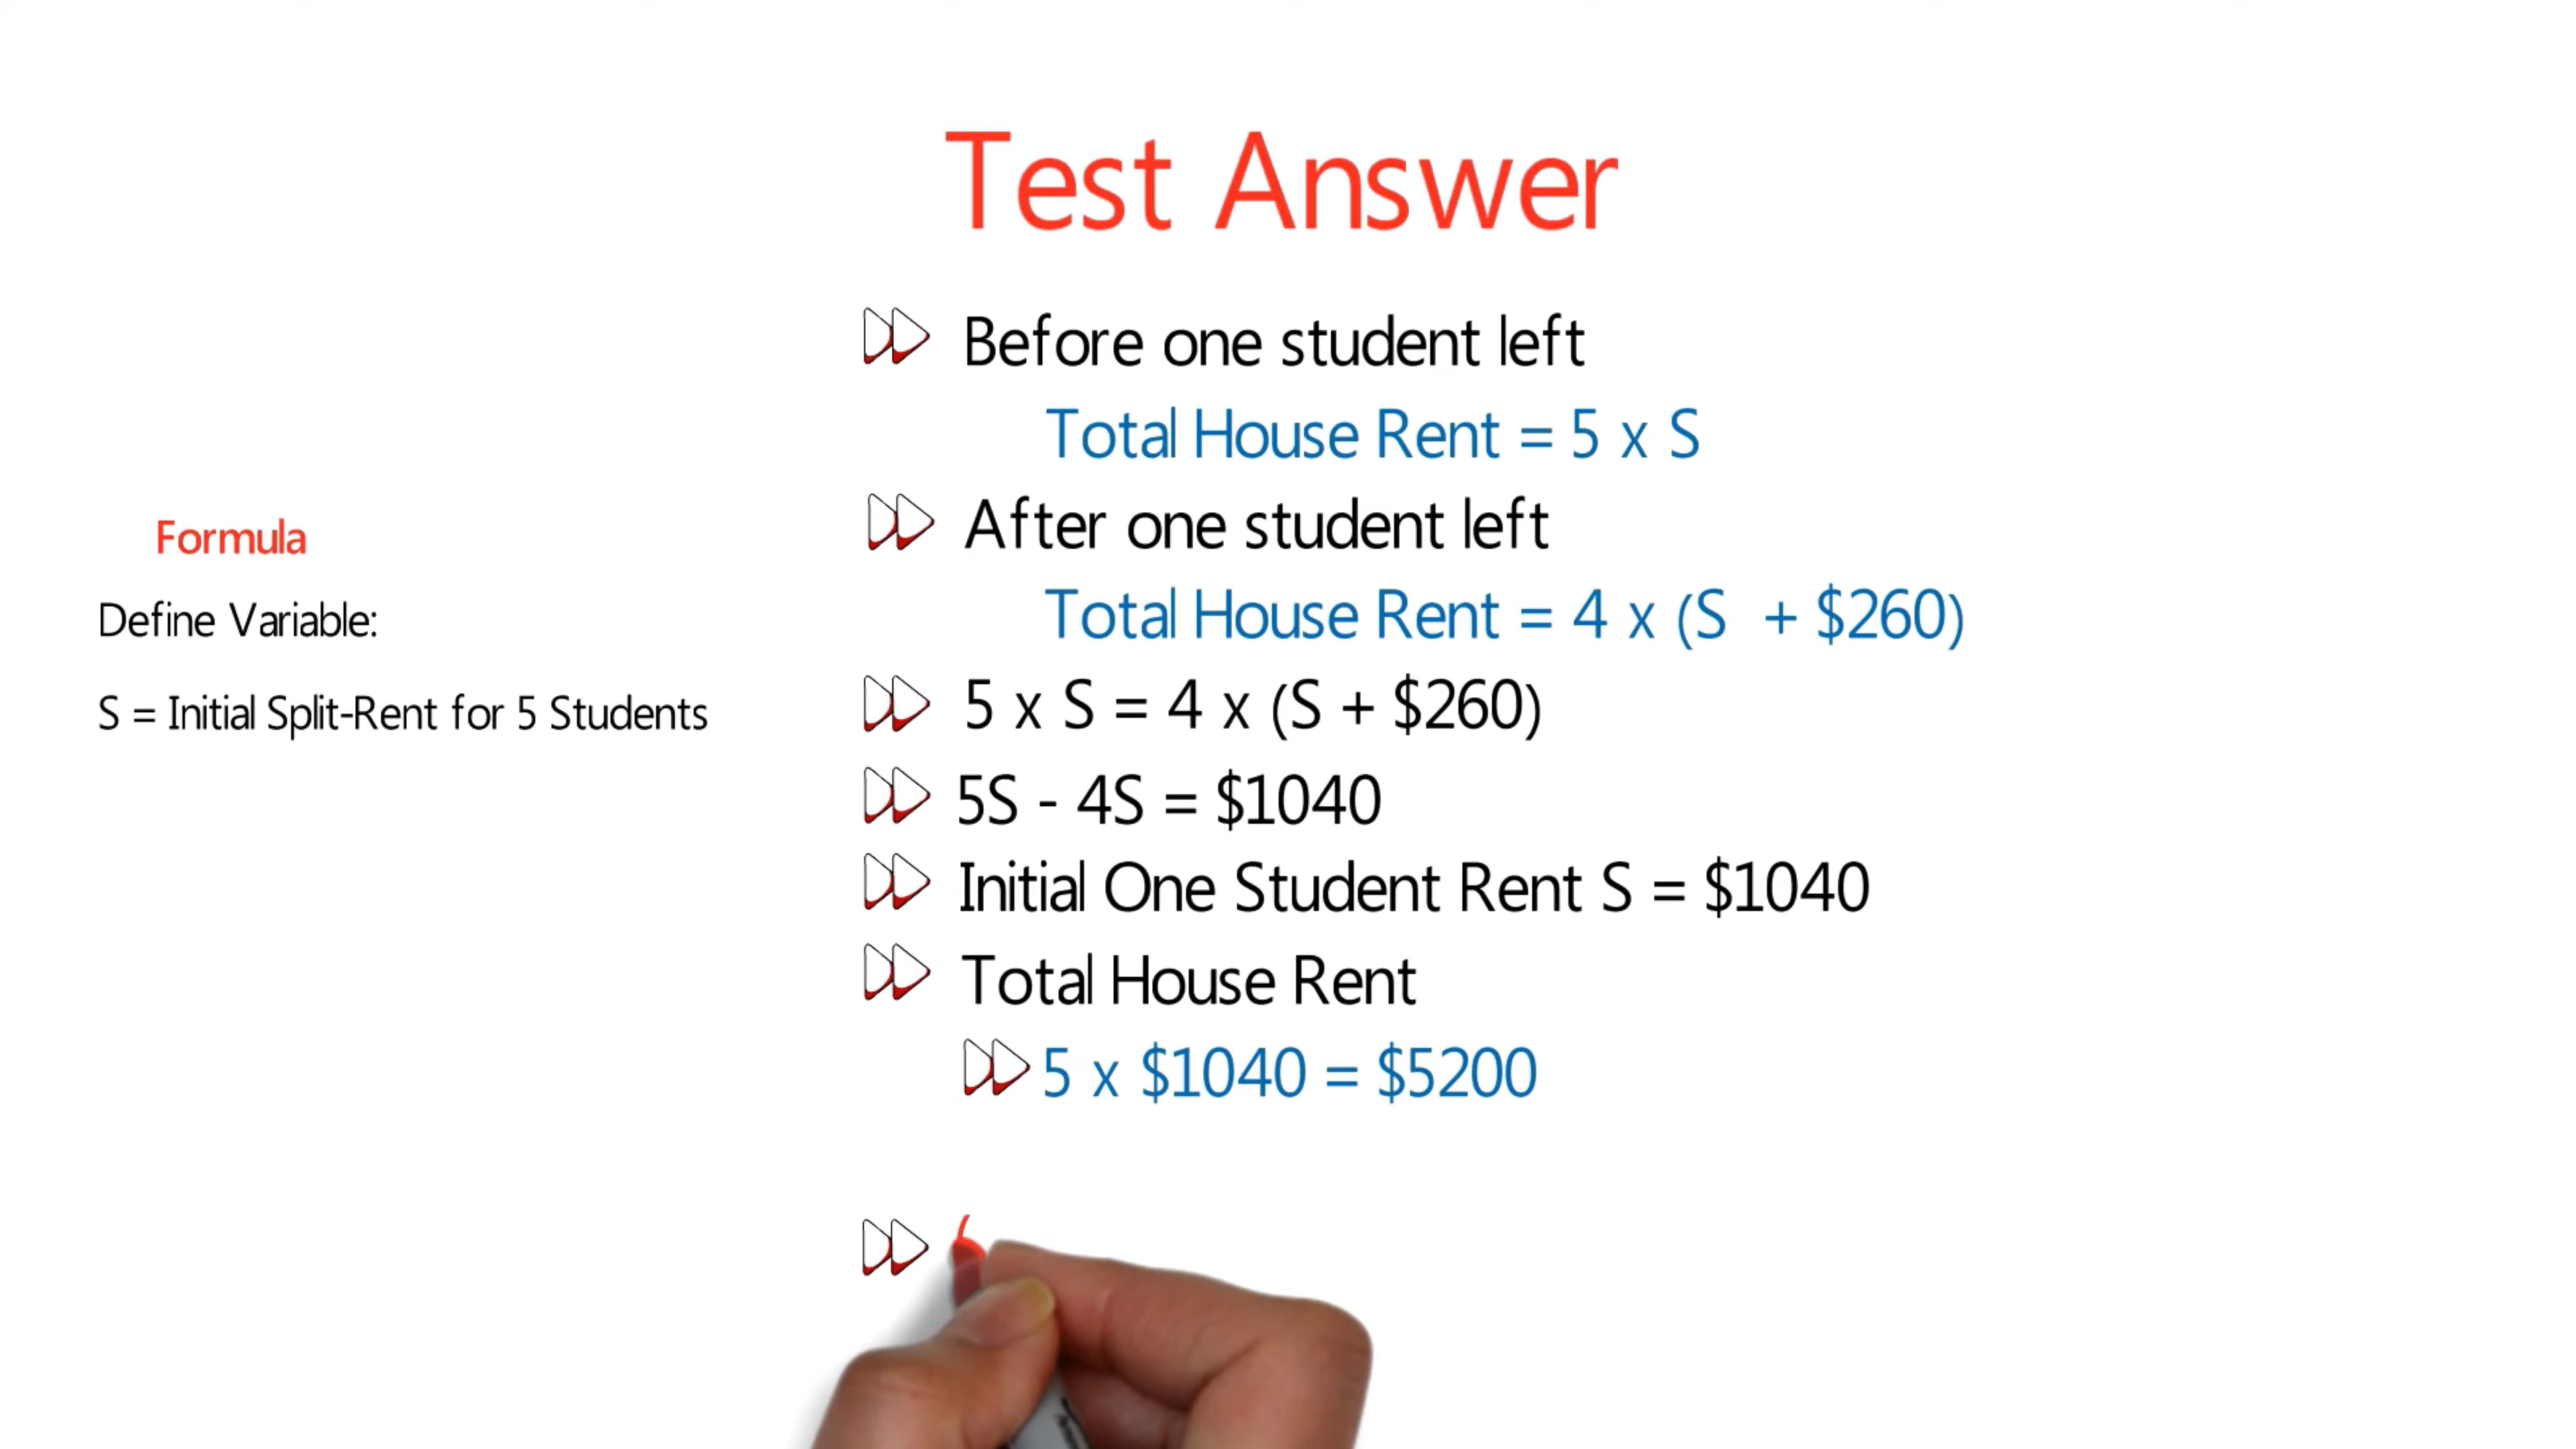 Test Answer
Before one student left
Total House Rent = 5 x S
After one student left
Total House Rent = 4 x (S + $260)
5 x S = 4 x (S + $260)
5S - 4S = $1040
Initial One Student Rent S = $1040
Total House Rent
5 x $1040 = $5200
Formula
Define Variable:
S = Initial Split-Rent for 5 Students